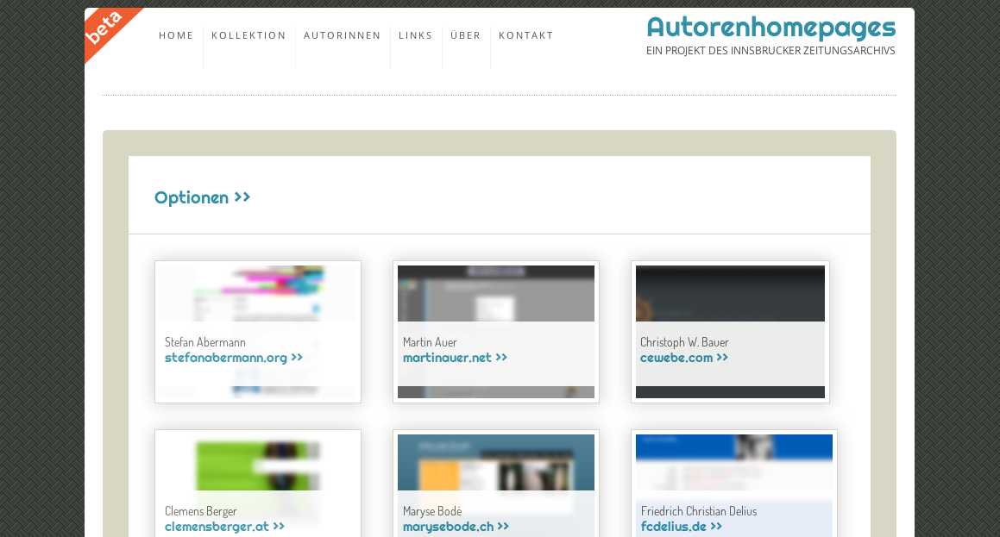 beta
KOLLEKTION
HOME KOLLEKTION AUTORINNEN LINKS ÜBER KONTAKT
Autorenhomepages
EIN PROJEKT DES INNSBRUCKER ZEITUNGSARCHIVS
Optionen >>
Stefan Abermann
stefanabermann.org >>
Martin Auer
martinauer.net >>
Christoph W. Bauer
cewebe.com >>
Clemens Berger
clemensberger.at >>
Maryse Bodé
marysebode.ch >>
Friedrich Christian Delius
fcdelius.de >>